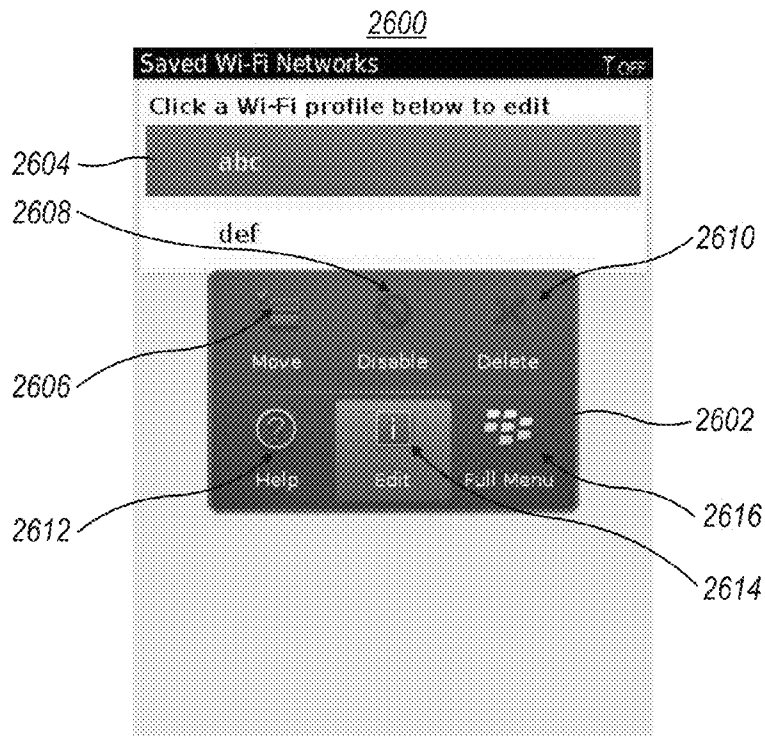 2600
Saved Wi-Fi Networks OFF
Click a Wi-Fi profile below to edit
2604
abc
2608
def
2610
2606
Move Disable Delete
2602
Help Edit Full Menu
2612
2616
2614